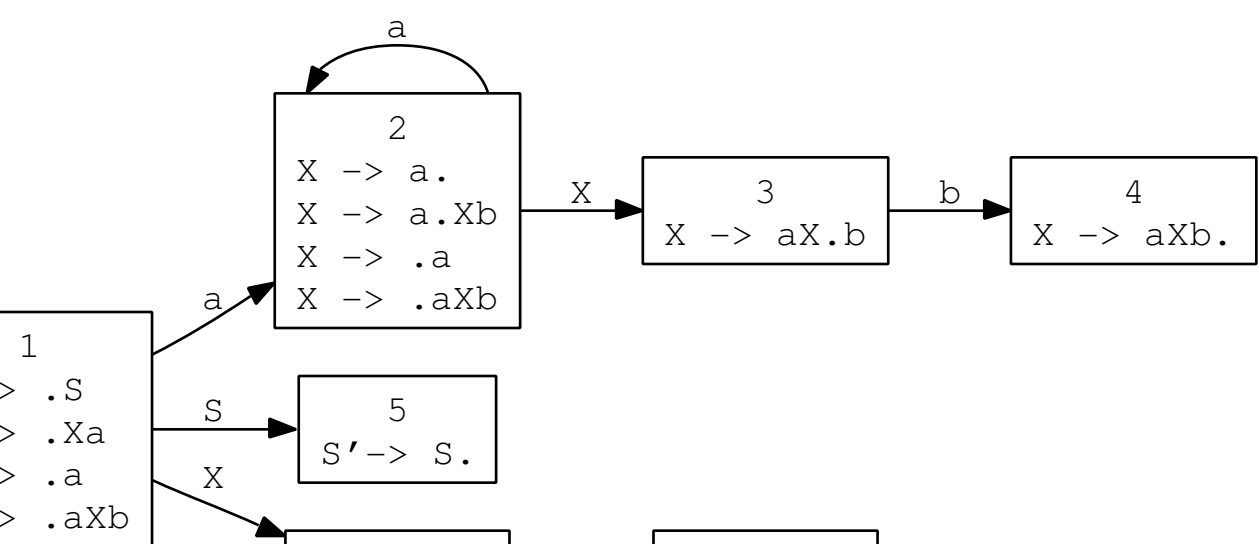 a
2
X -> a.
X -> a.Xb
X -> .a
X -> .aXb
X
3
X -> aX.b
b
4
X -> aXb.
a
1
> .S
> .Xa
> .a
> .aXb
S
5
S'-> S.
X